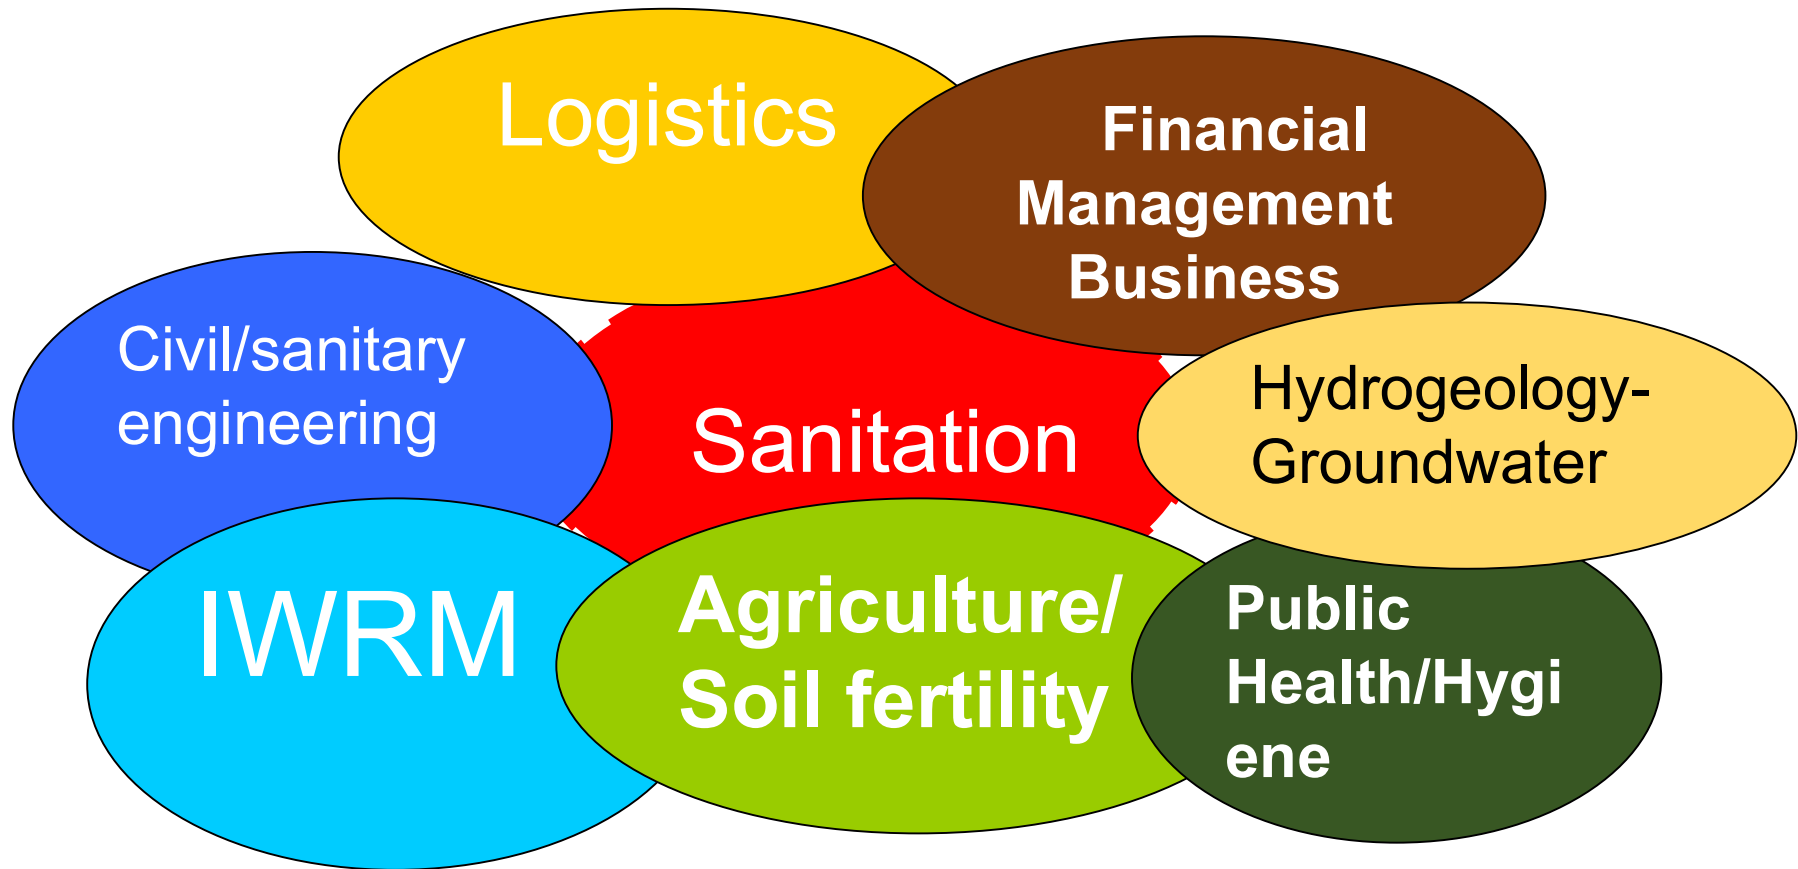 Logistics
Financial
Management
Business
Civil/sanitary
engineering
Sanitation
Hydrogeology-
Groundwater
IWRM
Agriculture/
Soil fertility
Public
Health/Hygi
ene